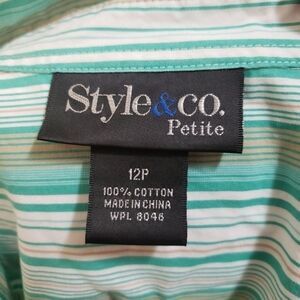 Style&co.
Petite
12P
100% COTTON
MADE IN CHINA
WPL 8046